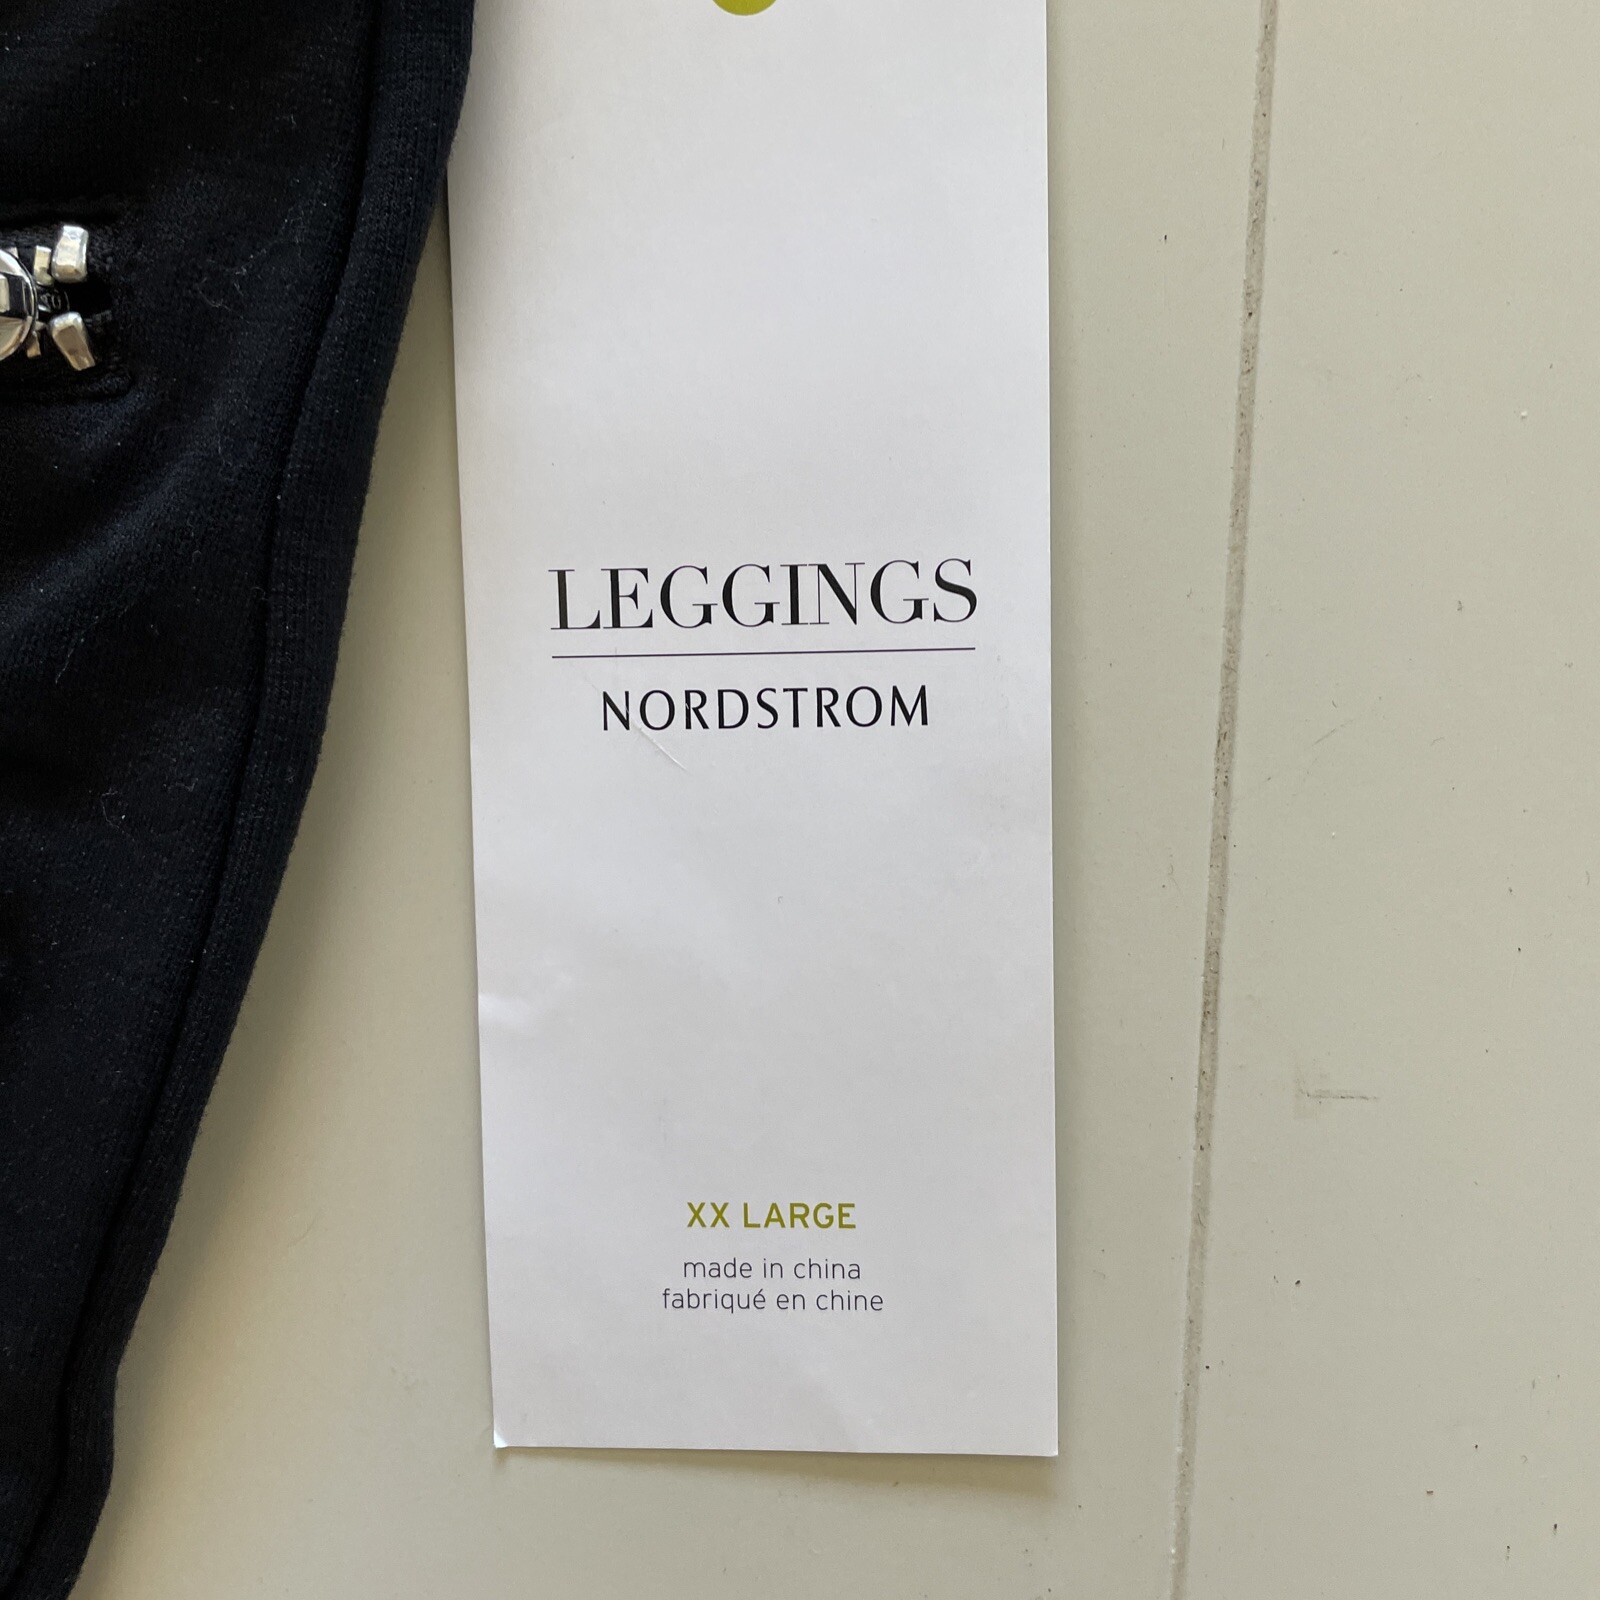 LEGGINGS
NORDSTROM
XX LARGE
made in china
fabriqué en chine